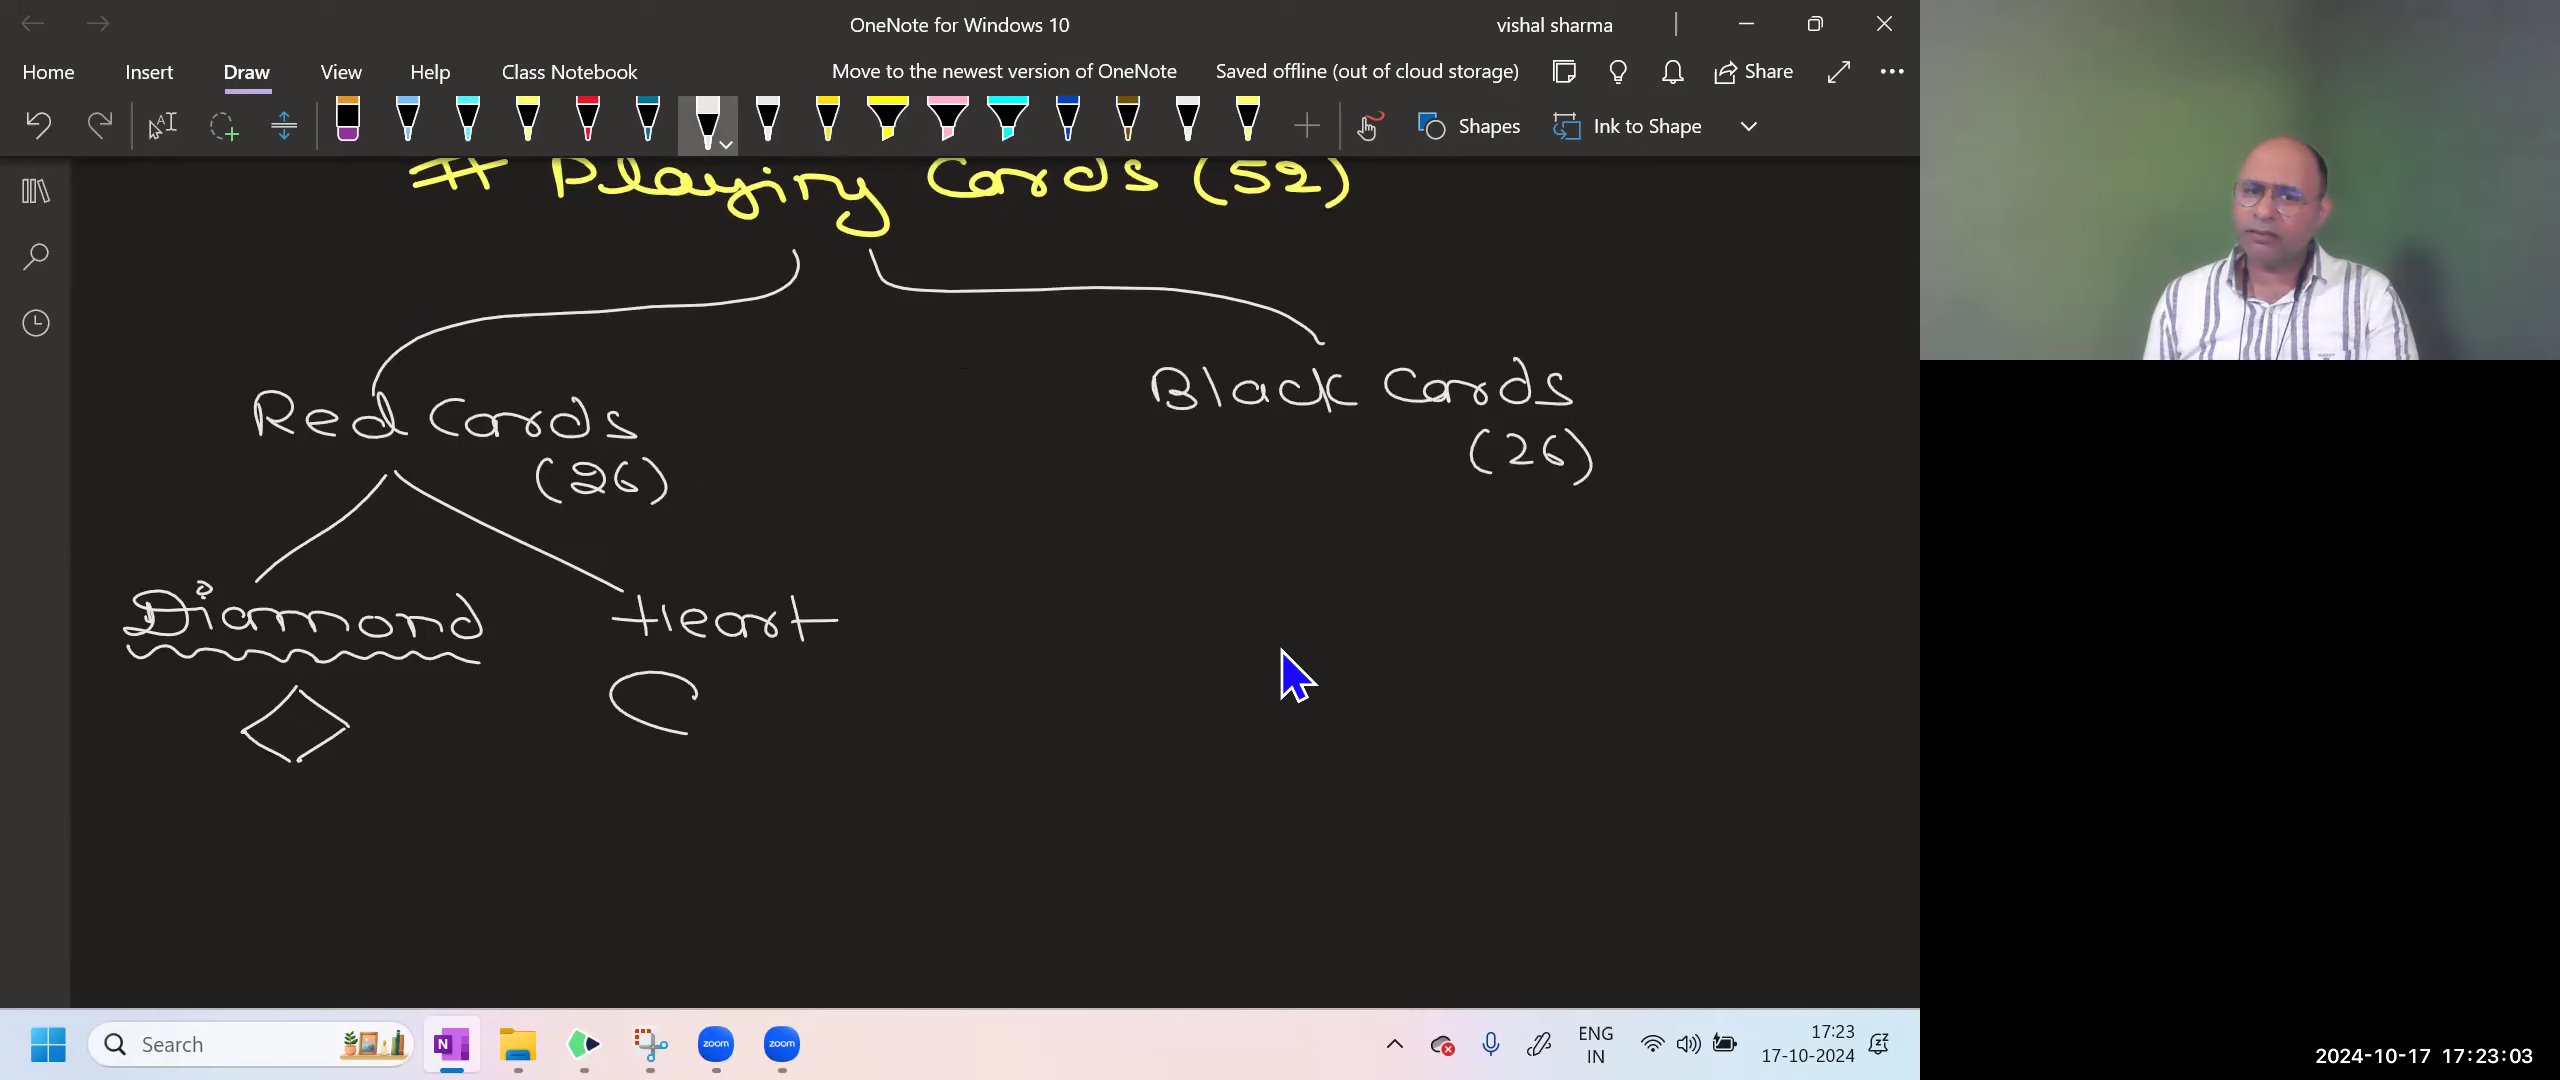 OneNote for Windows 10
vishal sharma
Home Insert Draw View Help Class Notebook Move to the newest version of OneNote Saved offline (out of cloud storage) Share
Shapes Ink to Shape
# Playing Cards (52)
Red Cards
(26)
Black Cards
(26)
Diamond Heart
Search
zoom zoom
ENG
IN
17:23
17-10-2024
2024-10-17 17:23:03